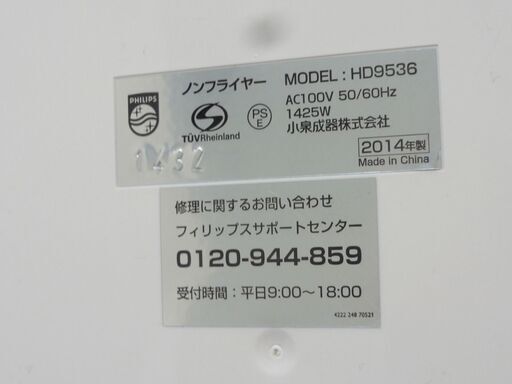 PHILIPS
ノンフライヤー MODEL : HD9536
TÜVRheinland
PS
E
AC100V 50/60Hz
1425W
小泉成器株式会社
2014年製
Made in China
1432
修理に関するお問い合わせ
フィリップスサポートセンター
0120-944-859
受付時間：平日9:00〜18:00
4222 248 70521